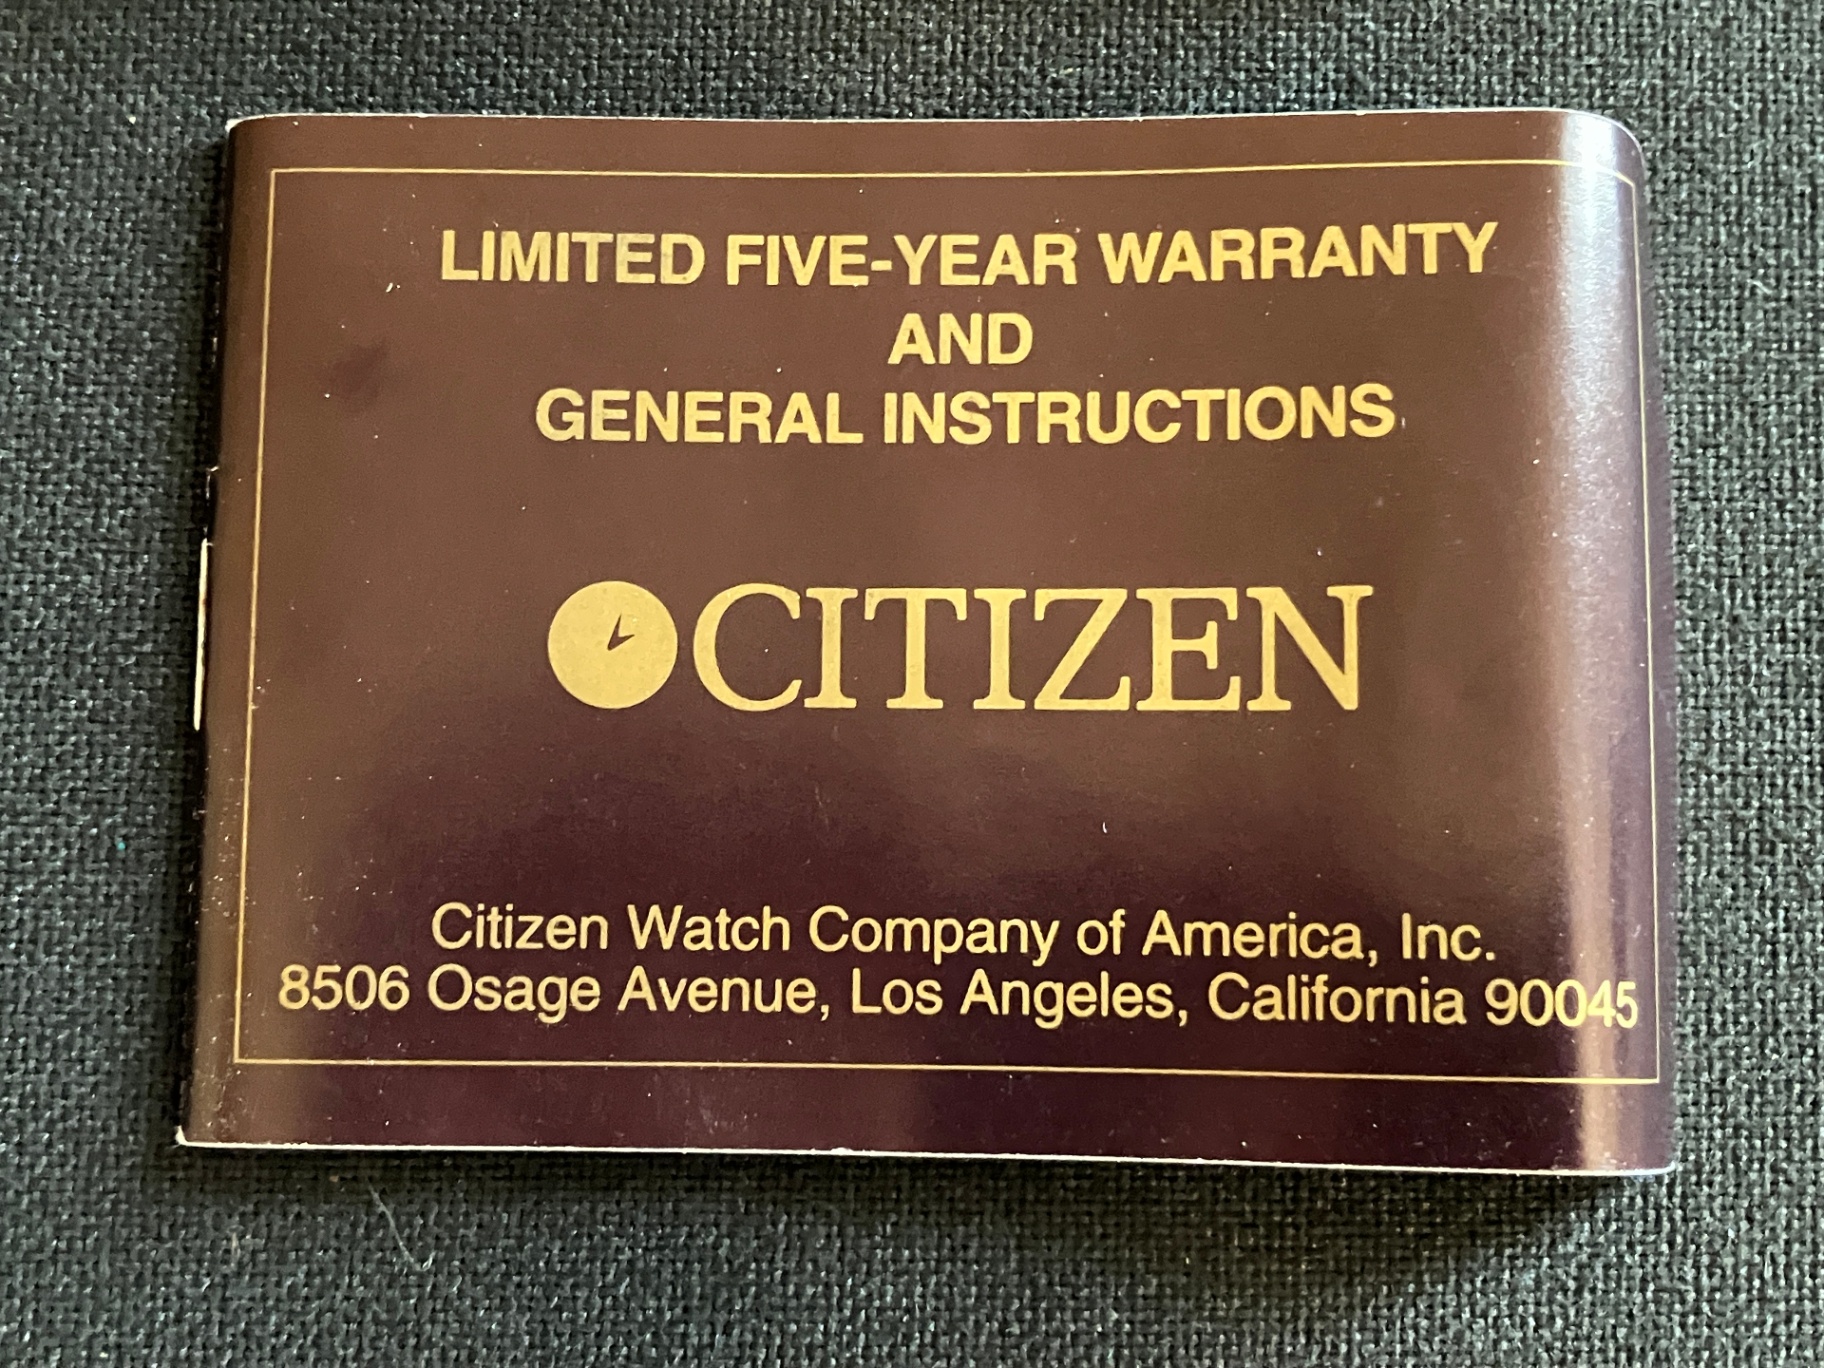 LIMITED FIVE-YEAR WARRANTY
AND
GENERAL INSTRUCTIONS
CITIZEN
Citizen Watch Company of America, Inc.
8506 Osage Avenue, Los Angeles, California 90045